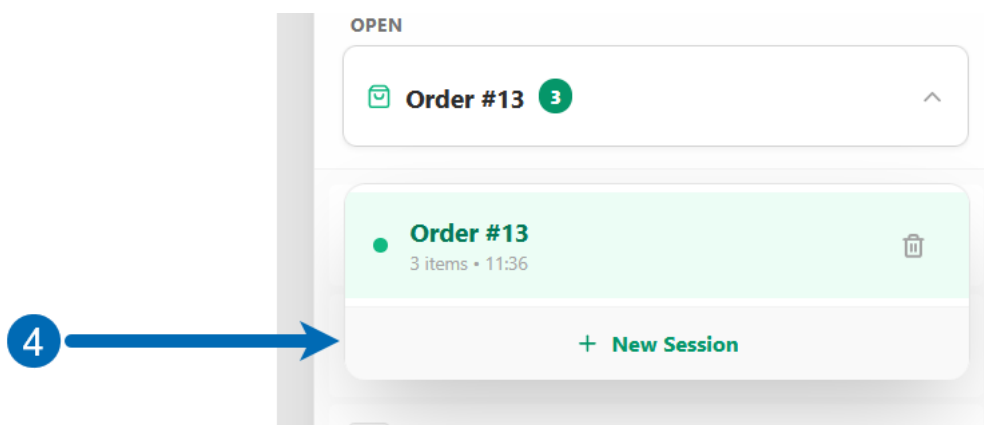 OPEN
Order #13 3
Order #13
3 items • 11:36
4
+ New Session